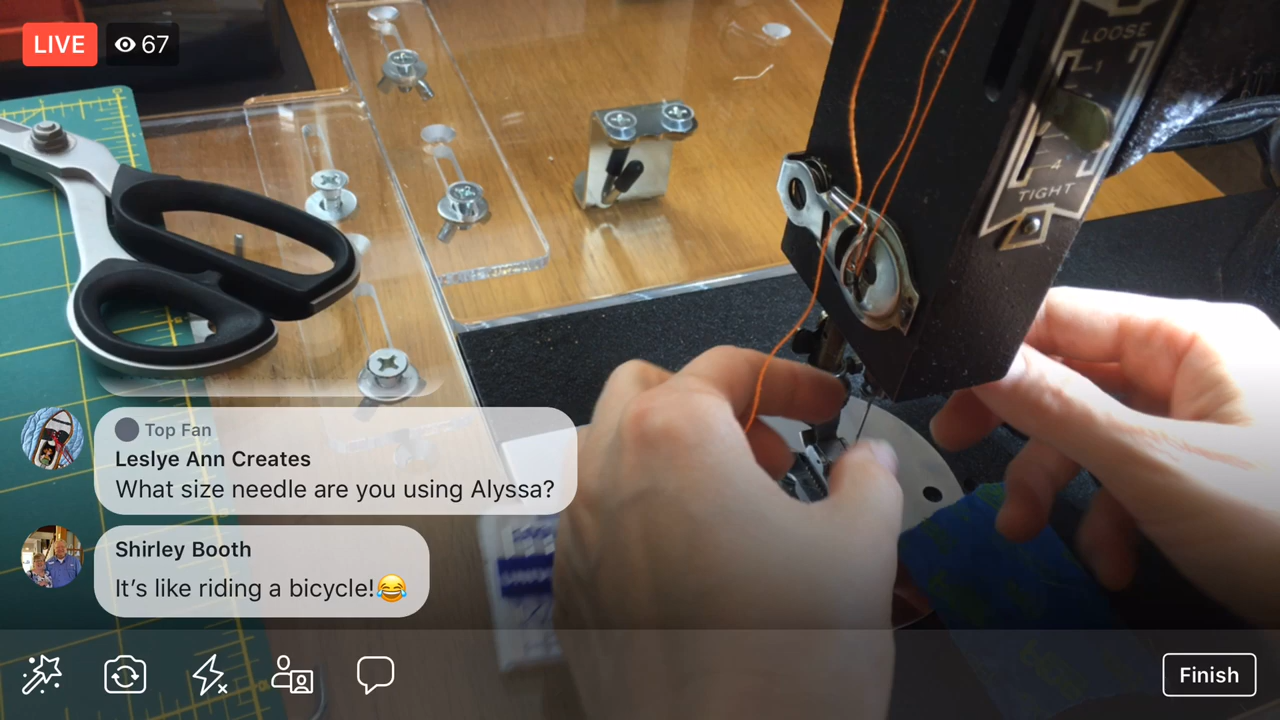 LIVE 67
LOOSE
1
4
TIGHT
Top Fan
Leslye Ann Creates
What size needle are you using Alyssa?
Shirley Booth
It’s like riding a bicycle!😂
Finish